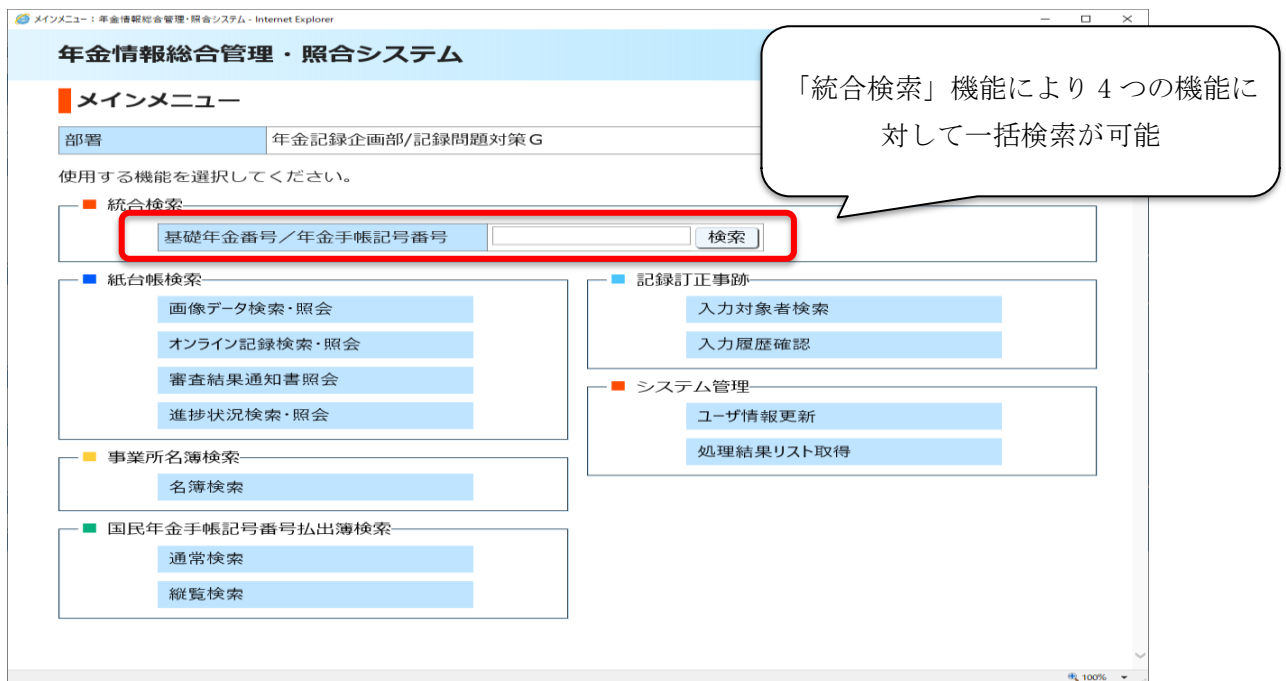 メインメニュー：年金情報総合管理・照合システム - Internet Explorer
年金情報総合管理・照合システム
メインメニュー
「統合検索」機能により 4 つの機能に
対して一括検索が可能
部署 年金記録企画部/記録問題対策G
使用する機能を選択してください。
統合検索
基礎年金番号／年金手帳記号番号 検索
紙台帳検索
画像データ検索・照会
オンライン記録検索・照会
審査結果通知書照会
進捗状況検索・照会
事業所名簿検索
名簿検索
国民年金手帳記号番号払出簿検索
通常検索
縦覧検索
記録訂正事跡
入力対象者検索
入力履歴確認
システム管理
ユーザ情報更新
処理結果リスト取得
100%